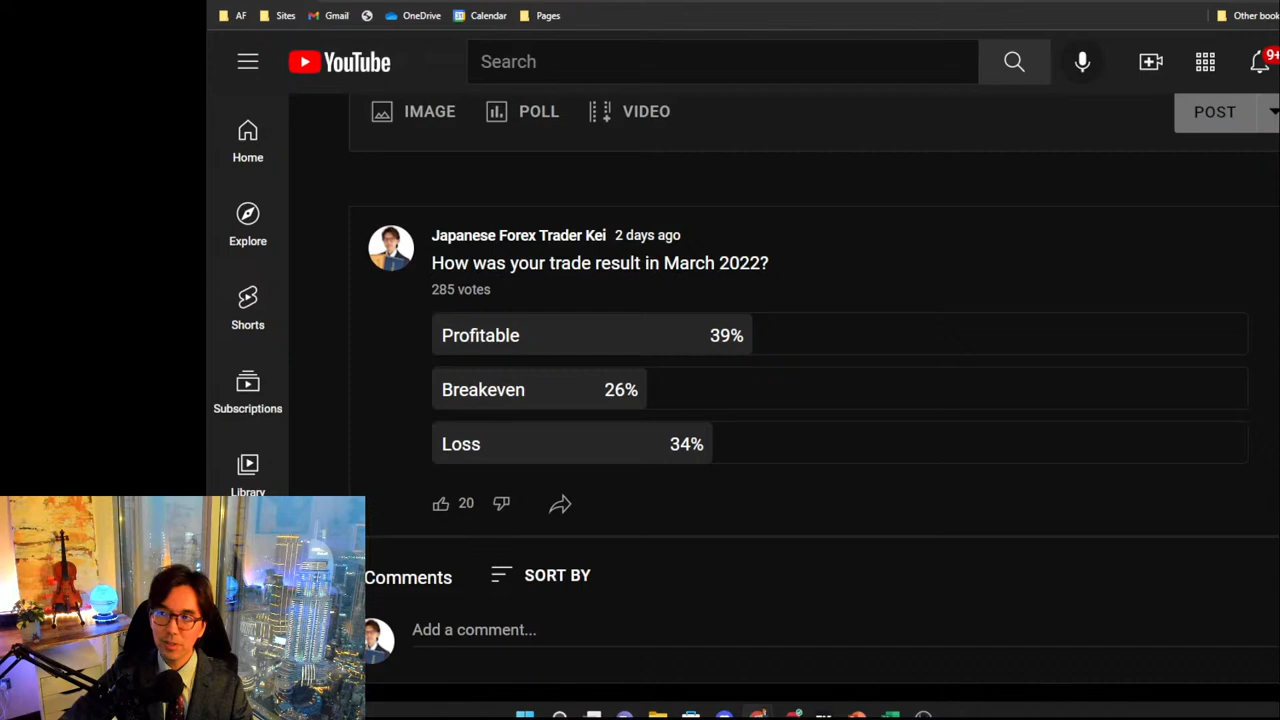 AF Sites Gmail OneDrive Calendar Pages Other book
YouTube Search 9+
IMAGE POLL VIDEO POST
Home
Explore
Shorts
Subscriptions
Library
Japanese Forex Trader Kei 2 days ago
How was your trade result in March 2022?
285 votes
Profitable 39%
Breakeven 26%
Loss 34%
20
Comments SORT BY
Add a comment...